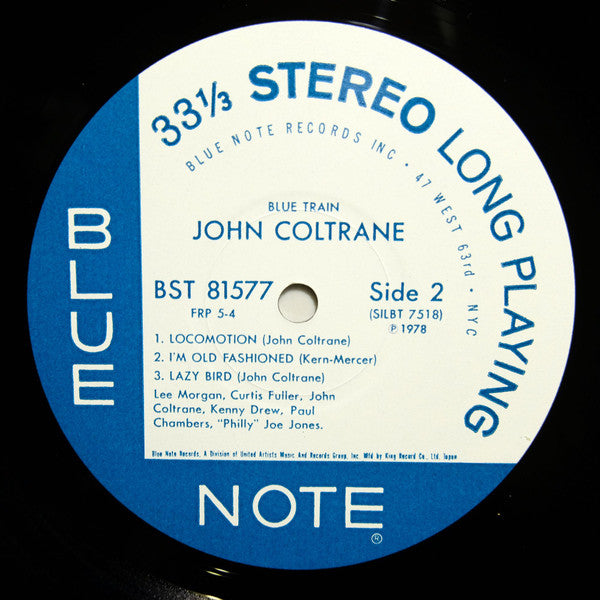 33⅓ STEREO LONG PLAYING
BLUE NOTE RECORDS INC • 47 WEST 63rd • NYC
BLUE TRAIN
JOHN COLTRANE
BST 81577
FRP 5-4
Side 2
(SILBT 7518)
℗ 1978
1. LOCOMOTION (John Coltrane)
2. I'M OLD FASHIONED (Kern-Mercer)
3. LAZY BIRD (John Coltrane)
Lee Morgan, Curtis Fuller, John
Coltrane, Kenny Drew, Paul
Chambers, "Philly" Joe Jones.
Blue Note Records, A Division of United Artists Music And Records Group, Inc. Mfd by King Record Co., Ltd. Japan
BLUE
NOTE
®